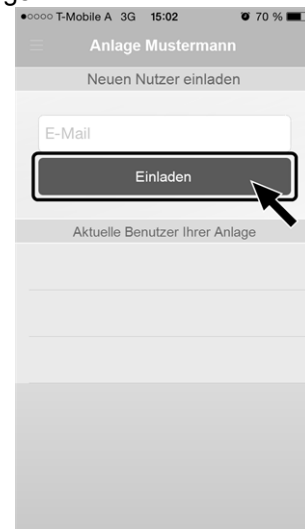 ●○○○○ T-Mobile A 3G 15:02 70 %
Anlage Mustermann
Neuen Nutzer einladen
E-Mail
Einladen
Aktuelle Benutzer Ihrer Anlage